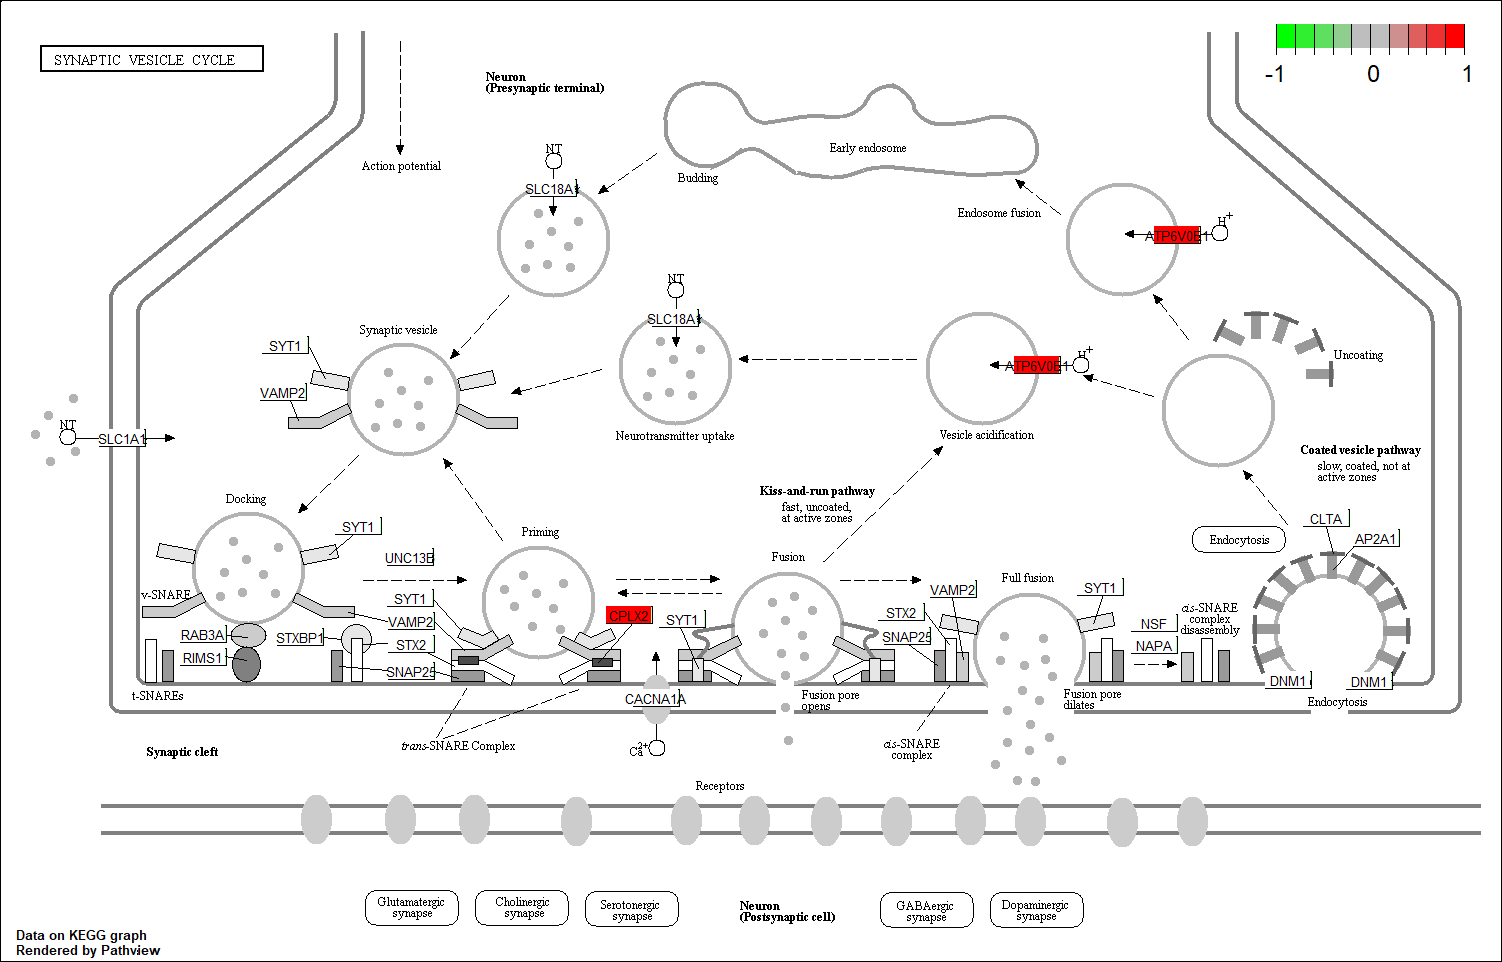 SYNAPTIC VESICLE CYCLE
-1 0 1
Neuron
(Presynaptic terminal)
Action potential
NT
SLC18A1
Budding
Early endosome
Endosome fusion
H+
ATP6V0E1
NT
SLC18A1
Neurotransmitter uptake
H+
ATP6V0E1
Vesicle acidification
Uncoating
Synaptic vesicle
SYT1
VAMP2
NT
SLC1A1
Coated vesicle pathway
slow, coated, not at
active zones
Kiss-and-run pathway
fast, uncoated,
at active zones
Docking
SYT1
UNC13B
Priming
Fusion
Full fusion
Endocytosis
CLTA
AP2A1
v-SNARE
RAB3A
RIMS1
t-SNAREs
STXBP1
SYT1
VAMP2
STX2
SNAP25
CPLX2
SYT1
CACNA1A
Ca2+
Fusion pore
opens
VAMP2
STX2
SNAP25
SYT1
Fusion pore
dilates
NSF
NAPA
cis-SNARE
complex
disassembly
DNM1
DNM1
Endocytosis
trans-SNARE Complex
cis-SNARE
complex
Synaptic cleft
Receptors
Glutamatergic
synapse
Cholinergic
synapse
Serotonergic
synapse
Neuron
(Postsynaptic cell)
GABAergic
synapse
Dopaminergic
synapse
Data on KEGG graph
Rendered by Pathview